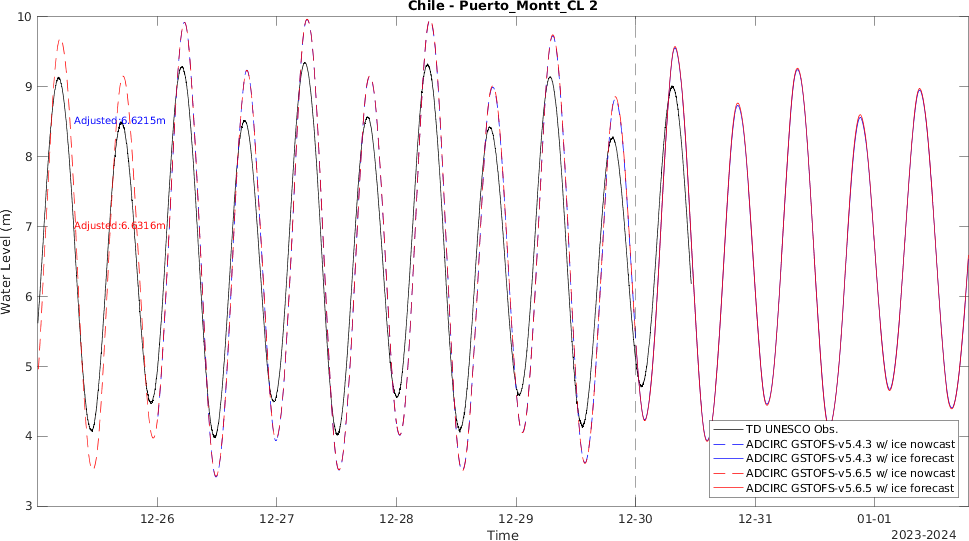 Chile - Puerto_Montt_CL 2
10
9
8
7
6
5
4
3
Water Level (m)
Adjusted:6.6215m
Adjusted:6.6316m
TD UNESCO Obs.
ADCIRC GSTOFS-v5.4.3 w/ ice nowcast
ADCIRC GSTOFS-v5.4.3 w/ ice forecast
ADCIRC GSTOFS-v5.6.5 w/ ice nowcast
ADCIRC GSTOFS-v5.6.5 w/ ice forecast
12-26 12-27 12-28 12-29 12-30 12-31 01-01
Time
2023-2024